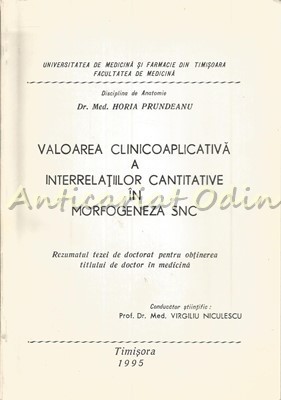 UNIVERSITATEA DE MEDICINĂ ȘI FARMACIE DIN TIMIȘOARA
FACULTATEA DE MEDICINĂ
Disciplina de Anatomie
Dr. Med. HORIA PRUNDEANU
VALOAREA CLINICOAPLICATIVĂ
A
INTERRELAȚIILOR CANTITATIVE
ÎN
MORFOGENEZA SNC
Anticariat Odin
Rezumatul tezei de doctorat pentru obținerea
titlului de doctor în medicină
Conducător științific:
Prof. Dr. Med. VIRGILIU NICULESCU
Timișora
1995